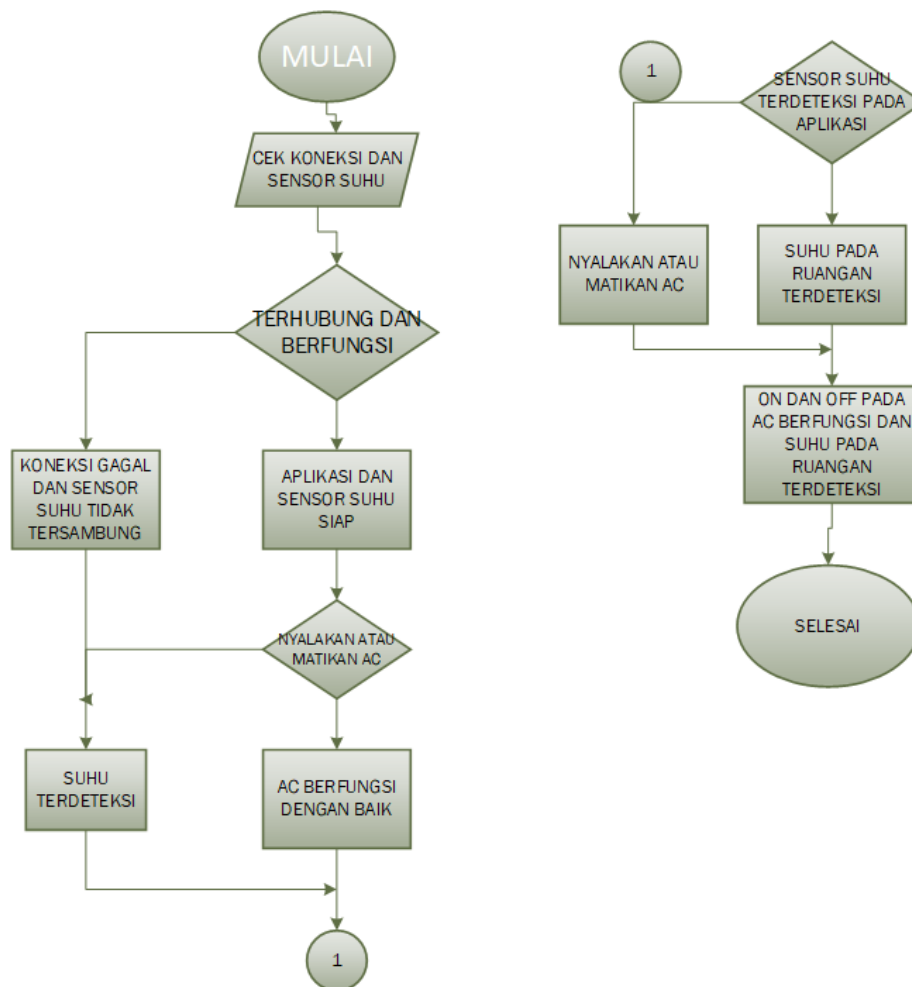 MULAI
CEK KONEKSI DAN
SENSOR SUHU
TERHUBUNG DAN
BERFUNGSI
KONEKSI GAGAL
DAN SENSOR
SUHU TIDAK
TERSAMBUNG
APLIKASI DAN
SENSOR SUHU
SIAP
NYALAKAN ATAU
MATIKAN AC
SUHU
TERDETEKSI
AC BERFUNGSI
DENGAN BAIK
1
1
SENSOR SUHU
TERDETEKSI PADA
APLIKASI
NYALAKAN ATAU
MATIKAN AC
SUHU PADA
RUANGAN
TERDETEKSI
ON DAN OFF PADA
AC BERFUNGSI DAN
SUHU PADA
RUANGAN
TERDETEKSI
SELESAI